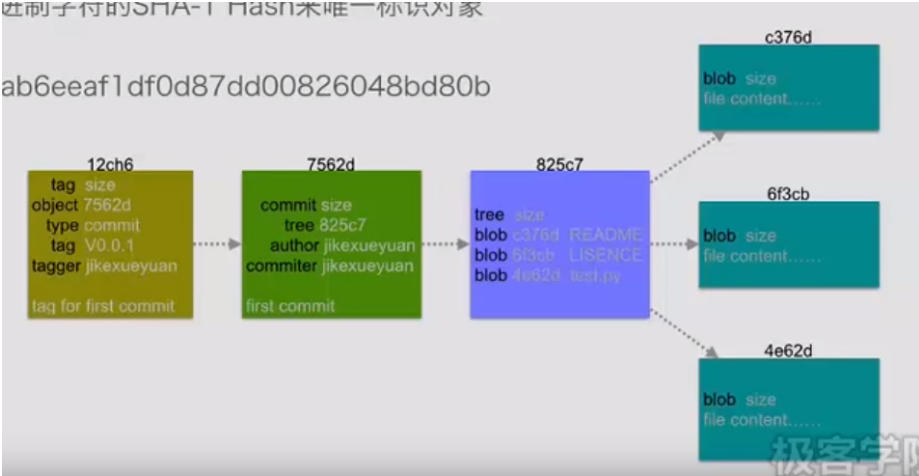 进制字符的SHA-1 Hash来唯一标识对象
ab6eeaf1df0d87dd00826048bd80b
12ch6
tag size
object 7562d
type commit
tag V0.0.1
tagger jikexueyuan
tag for first commit
7562d
commit size
tree 825c7
author jikexueyuan
commiter jikexueyuan
first commit
825c7
tree size
blob c376d README
blob 6f3cb LISENCE
blob 4e62d test.py
c376d
blob size
file content……
6f3cb
blob size
file content……
4e62d
blob size
file content……
极客学院